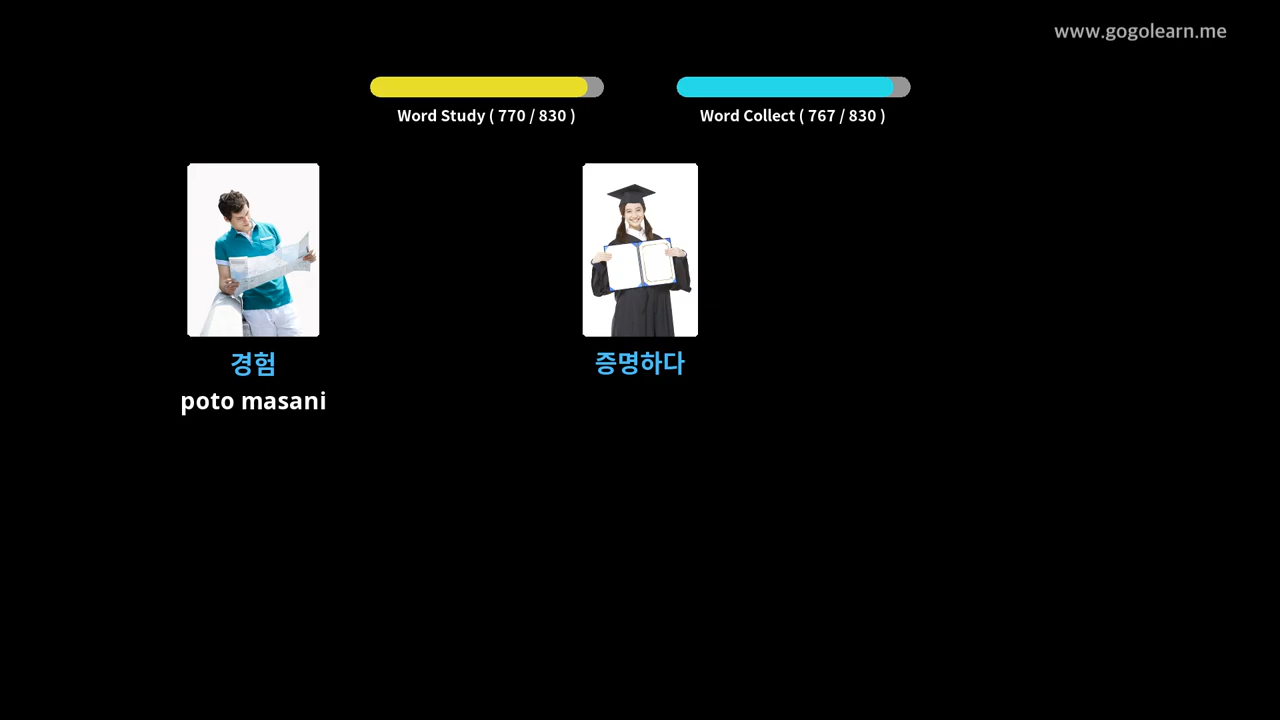 www.gogolearn.me
Word Study ( 770 / 830 )
Word Collect ( 767 / 830 )
경험
poto masani
증명하다